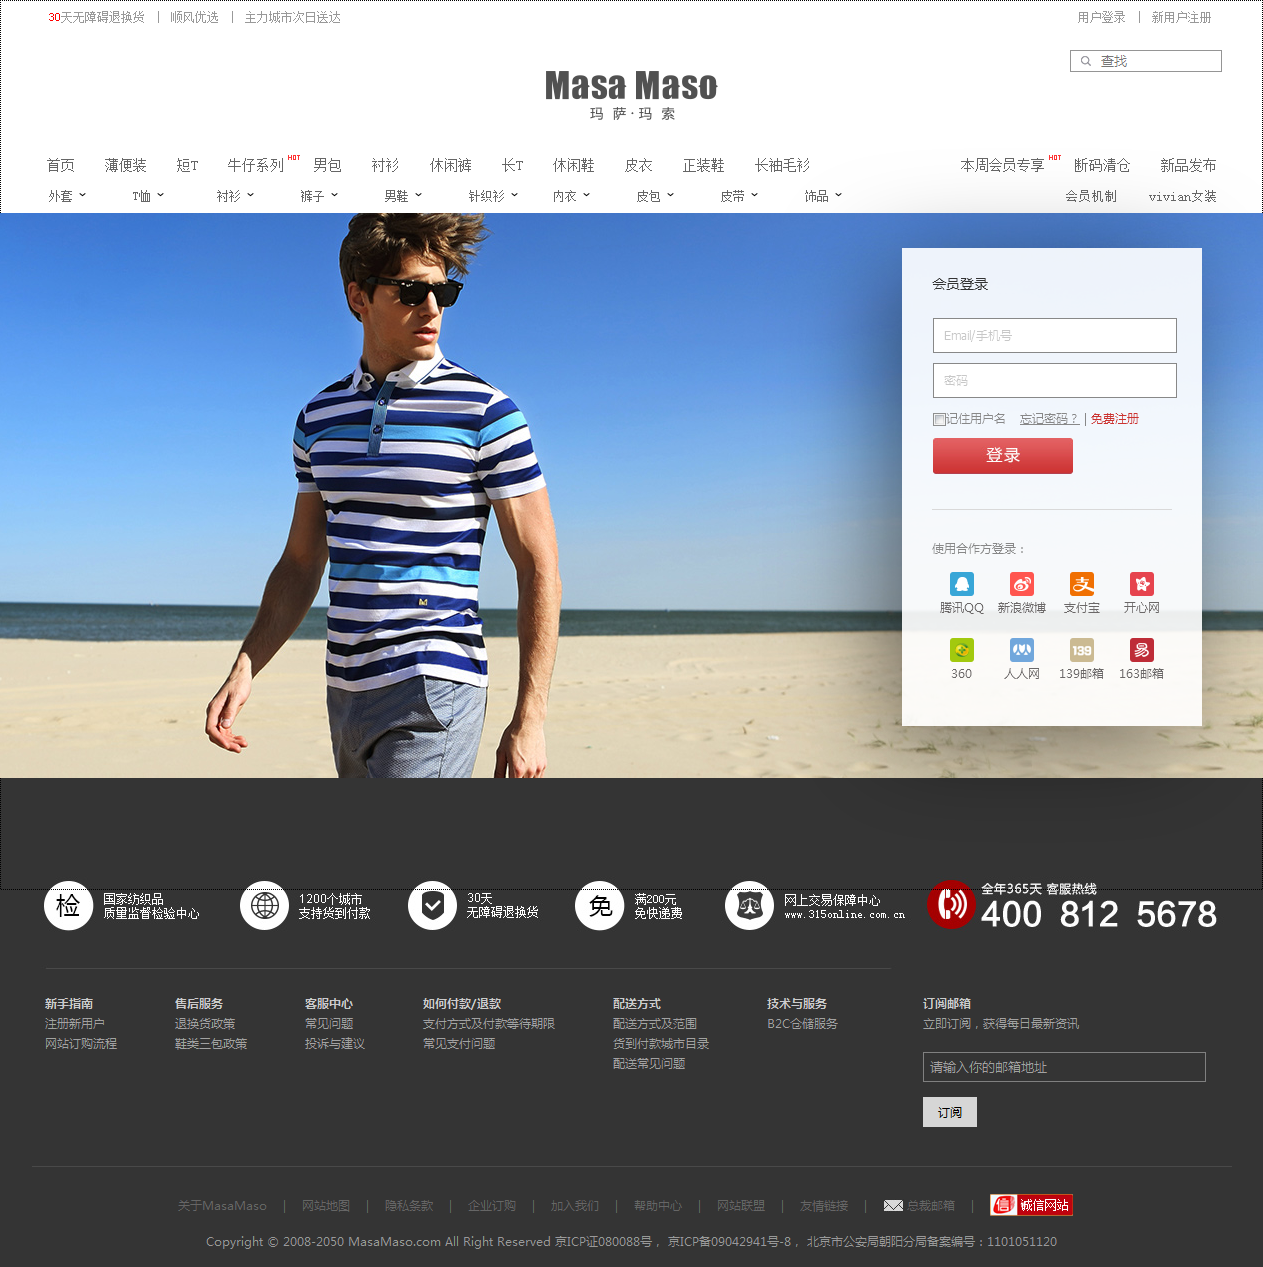 30天无障碍退换货 | 顺风优选 | 主力城市次日送达
用户登录 | 新用户注册
查找
Masa Maso
玛 萨·玛 索
首页 薄便装 短T 牛仔系列 HOT 男包 衬衫 休闲裤 长T 休闲鞋 皮衣 正装鞋 长袖毛衫 本周会员专享 HOT 断码清仓 新品发布
外套 T恤 衬衫 裤子 男鞋 针织衫 内衣 皮包 皮带 饰品 会员机制 vivian女装
会员登录
Email/手机号
密码
记住用户名 忘记密码？ | 免费注册
登录
使用合作方登录：
腾讯QQ 新浪微博 支付宝 开心网
139 易
360 人人网 139邮箱 163邮箱
检 国家纺织品
质量监督检验中心
1200个城市
支持货到付款
30天
无障碍退换货
免 满200元
免快递费
网上交易保障中心
www.315online.com.cn
全年365天 客服热线
400 812 5678
新手指南
注册新用户
网站订购流程
售后服务
退换货政策
鞋类三包政策
客服中心
常见问题
投诉与建议
如何付款/退款
支付方式及付款等待期限
常见支付问题
配送方式
配送方式及范围
货到付款城市目录
配送常见问题
技术与服务
B2C仓储服务
订阅邮箱
立即订阅，获得每日最新资讯
请输入你的邮箱地址
订阅
关于MasaMaso | 网站地图 | 隐私条款 | 企业订购 | 加入我们 | 帮助中心 | 网站联盟 | 友情链接 | 总裁邮箱 | 信 诚信网站
Copyright © 2008-2050 MasaMaso.com All Right Reserved 京ICP证080088号， 京ICP备09042941号-8， 北京市公安局朝阳分局备案编号：1101051120